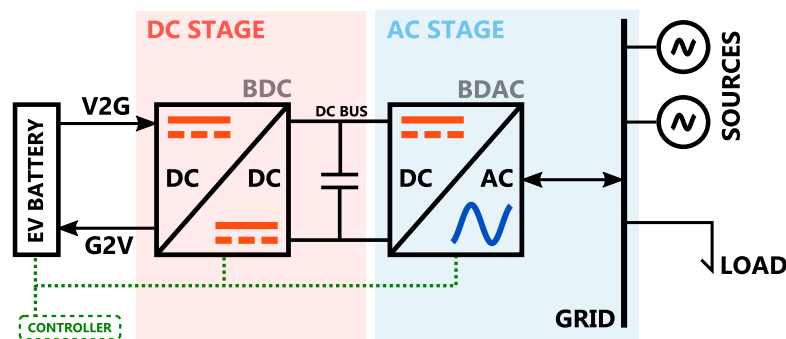 DC STAGE
AC STAGE
BDC
BDAC
V2G
DC BUS
SOURCES
EV BATTERY
DC
DC
DC
AC
G2V
LOAD
CONTROLLER
GRID